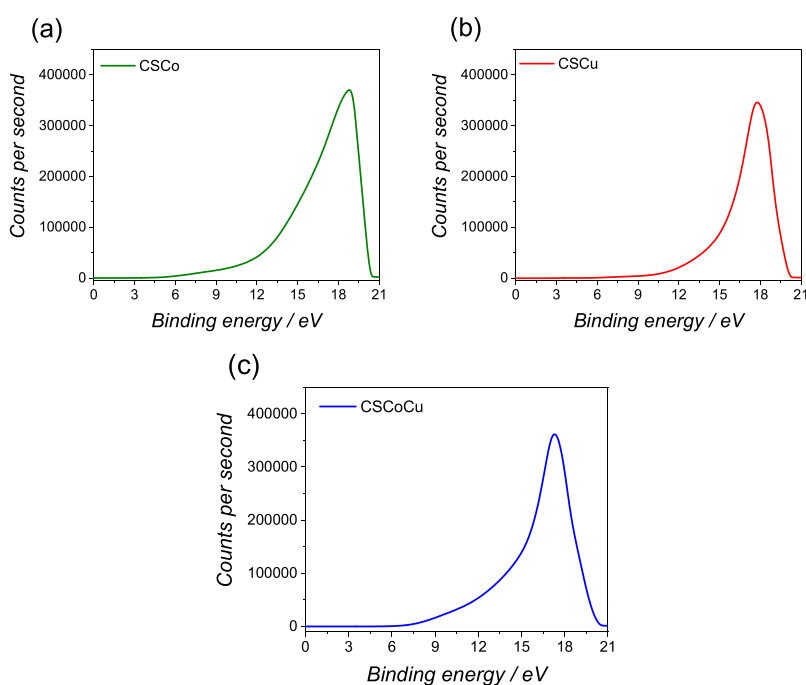 (a)
CSCo
400000
300000
200000
100000
0
0 3 6 9 12 15 18 21
Counts per second
Binding energy / eV
(b)
CSCu
400000
300000
200000
100000
0
0 3 6 9 12 15 18 21
Counts per second
Binding energy / eV
(c)
CSCoCu
400000
300000
200000
100000
0
0 3 6 9 12 15 18 21
Counts per second
Binding energy / eV